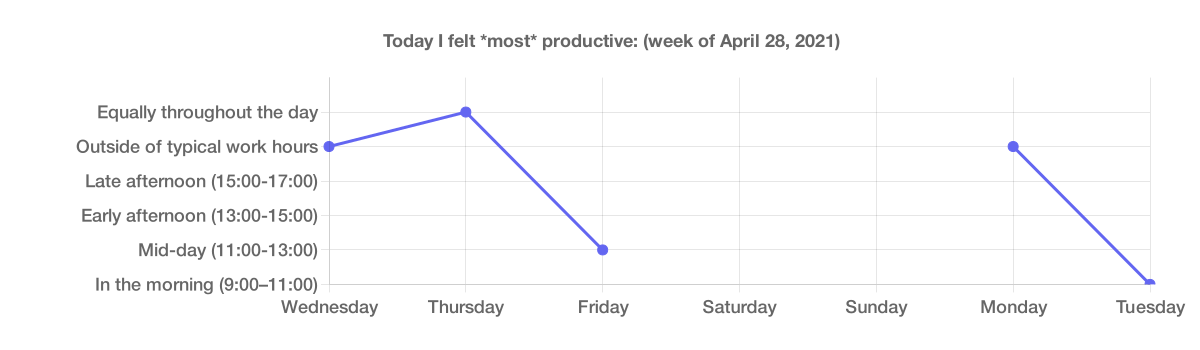 Today I felt *most* productive: (week of April 28, 2021)
Equally throughout the day
Outside of typical work hours
Late afternoon (15:00-17:00)
Early afternoon (13:00-15:00)
Mid-day (11:00-13:00)
In the morning (9:00–11:00)
Wednesday Thursday Friday Saturday Sunday Monday Tuesday